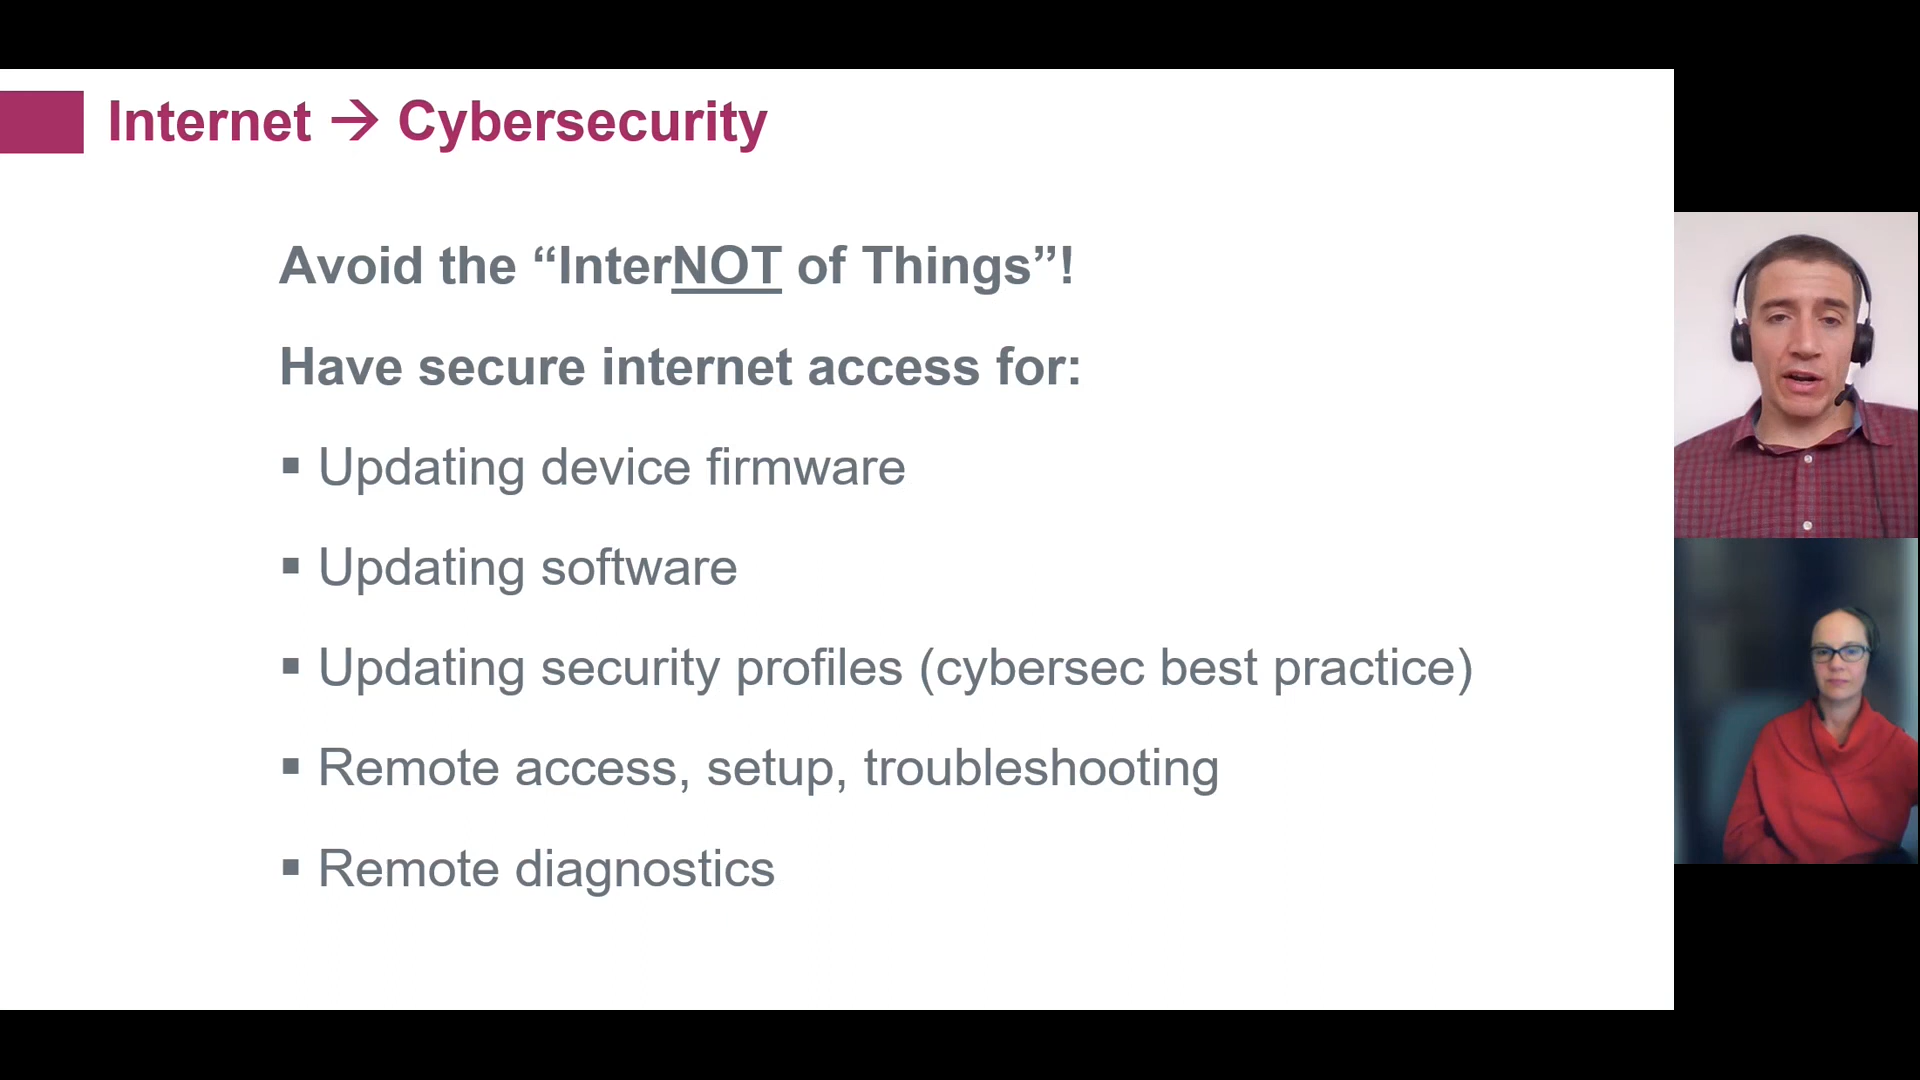 Internet → Cybersecurity
Avoid the “InterNOT of Things”!
Have secure internet access for:
▪ Updating device firmware
▪ Updating software
▪ Updating security profiles (cybersec best practice)
▪ Remote access, setup, troubleshooting
▪ Remote diagnostics